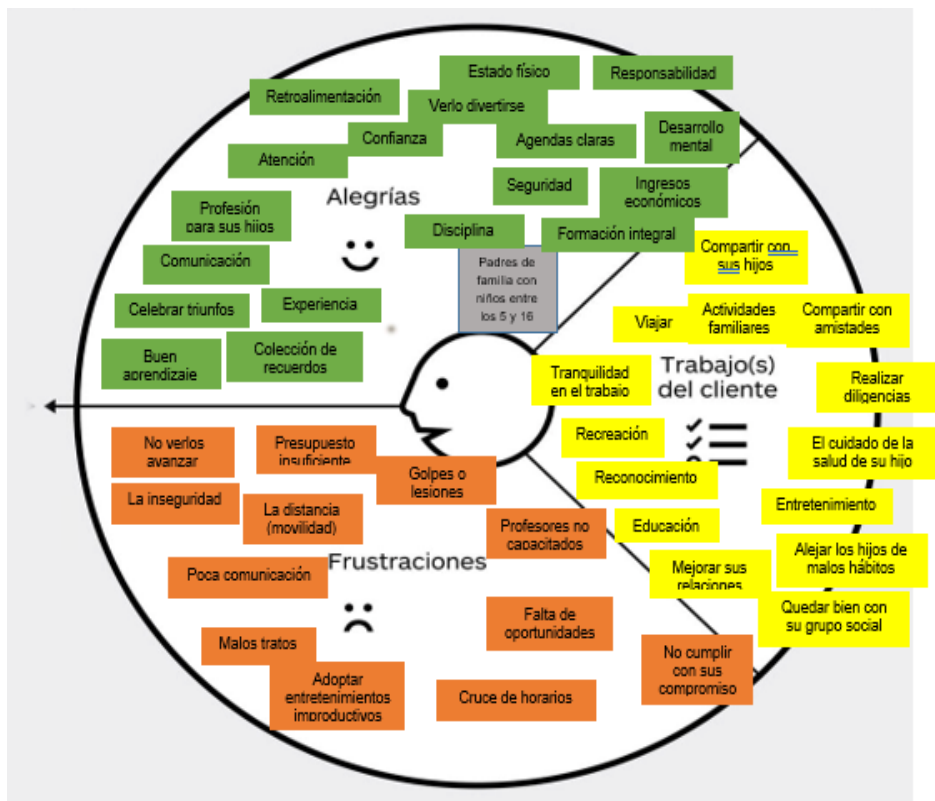 Estado físico
Responsabilidad
Retroalimentación
Verlo divertirse
Confianza
Agendas claras
Desarrollo
mental
Atención
Seguridad
Ingresos
económicos
Alegrías
Profesión
para sus hijos
Disciplina
Formación integral
Comunicación
Padres de
familia con
niños entre
los 5 y 16
Celebrar triunfos
Experiencia
Buen
aprendizaje
Colección de
recuerdos
Compartir con
sus hijos
Viajar
Actividades
familiares
Compartir con
amistades
Tranquilidad
en el trabajo
Trabajo(s)
del cliente
Realizar
diligencias
Recreación
El cuidado de la
salud de su hijo
Reconocimiento
Entretenimiento
Educación
Alejar los hijos de
malos hábitos
Mejorar sus
relaciones
Quedar bien con
su grupo social
No verlos
avanzar
Presupuesto
insuficiente
Golpes o
lesiones
La inseguridad
La distancia
(movilidad)
Profesores no
capacitados
Frustraciones
Poca comunicación
Falta de
oportunidades
Malos tratos
No cumplir
con sus
compromiso
Adoptar
entretenimientos
improductivos
Cruce de horarios